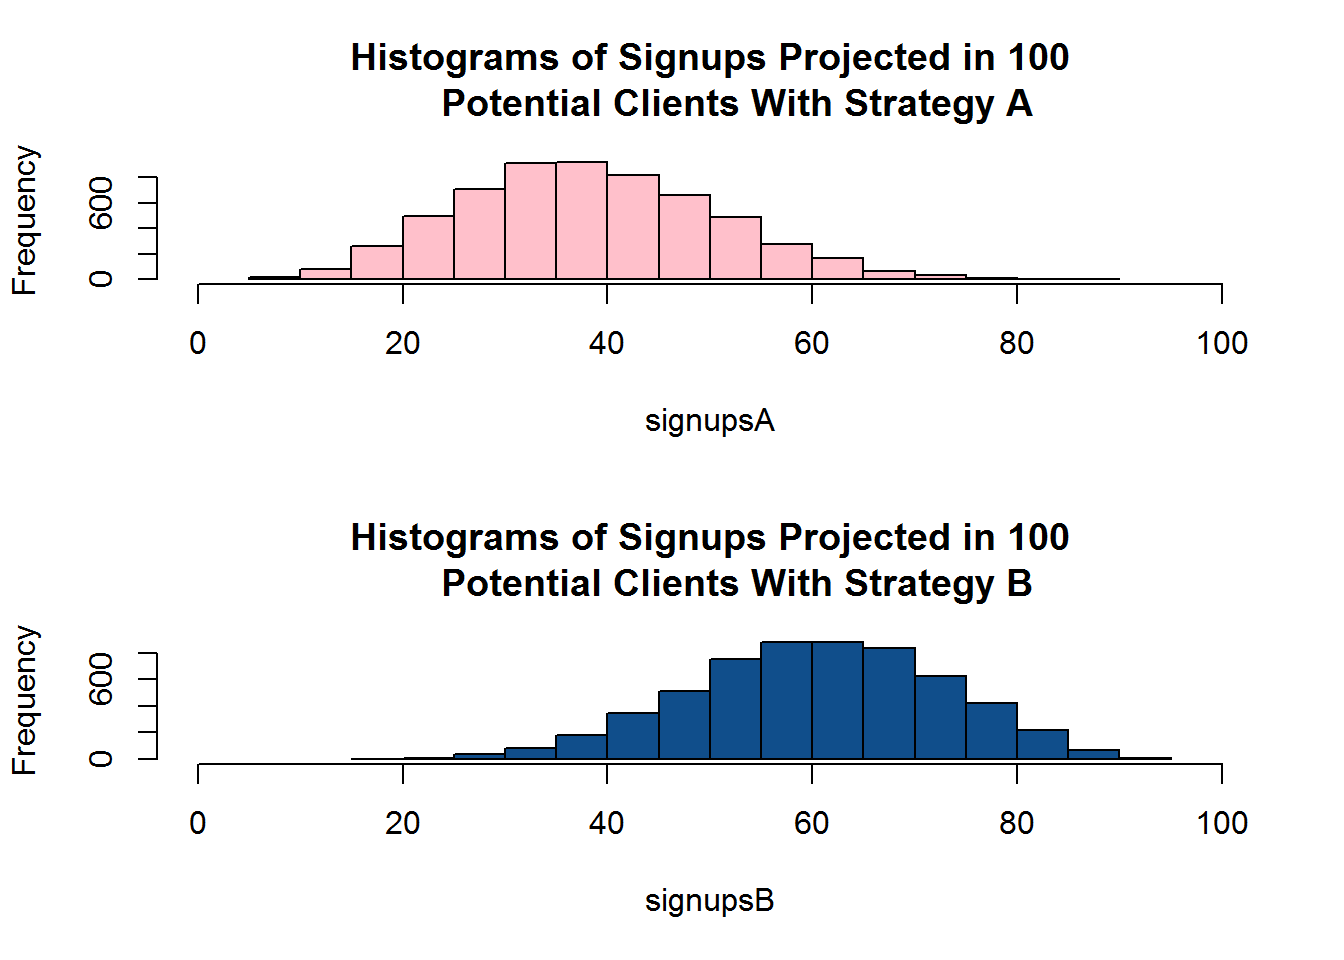 Histograms of Signups Projected in 100
Potential Clients With Strategy A
Frequency
600
0
0 20 40 60 80 100
signupsA
Histograms of Signups Projected in 100
Potential Clients With Strategy B
Frequency
600
0
0 20 40 60 80 100
signupsB